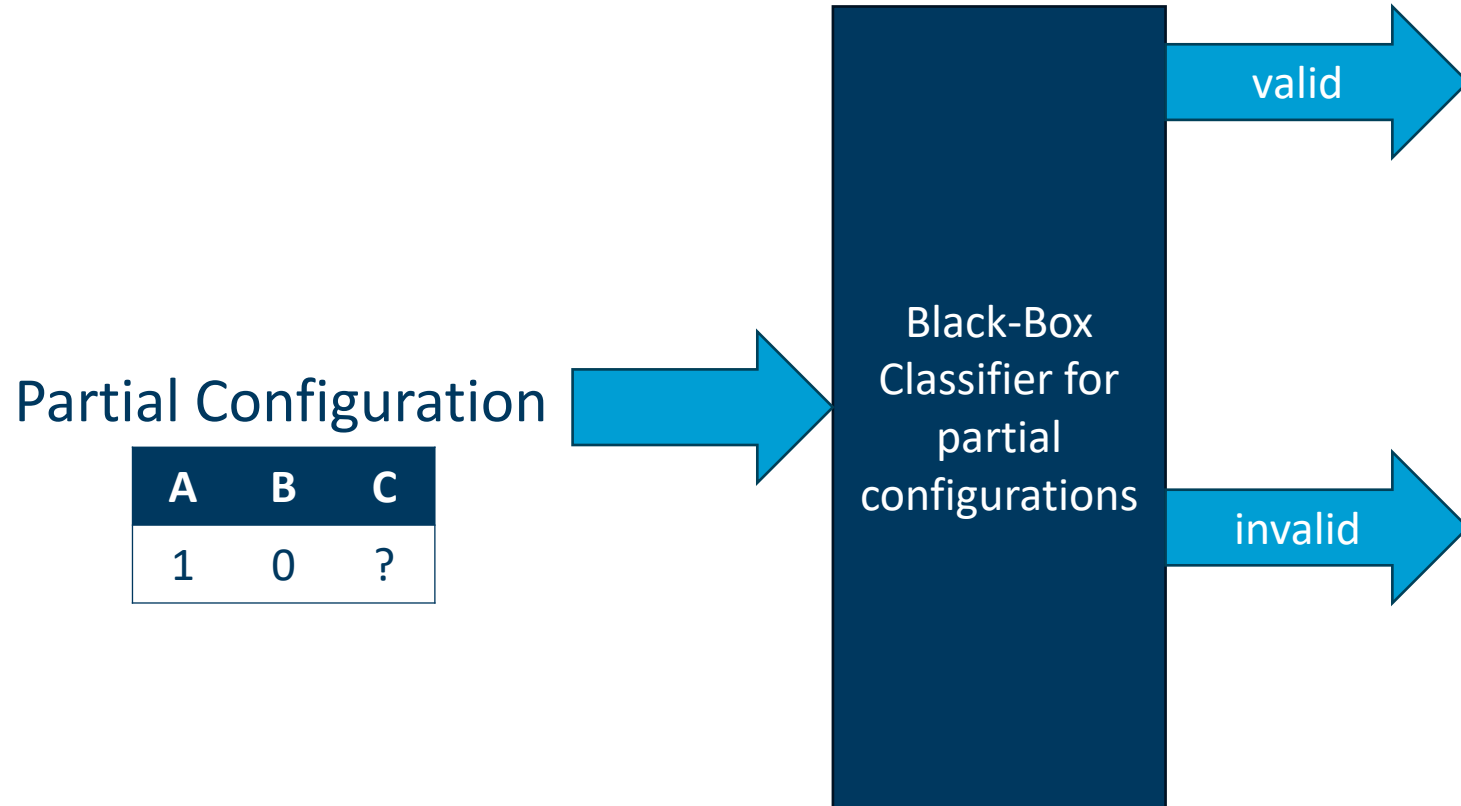 Partial Configuration
A B C
1 0 ?
Black-Box
Classifier for
partial
configurations
valid
invalid